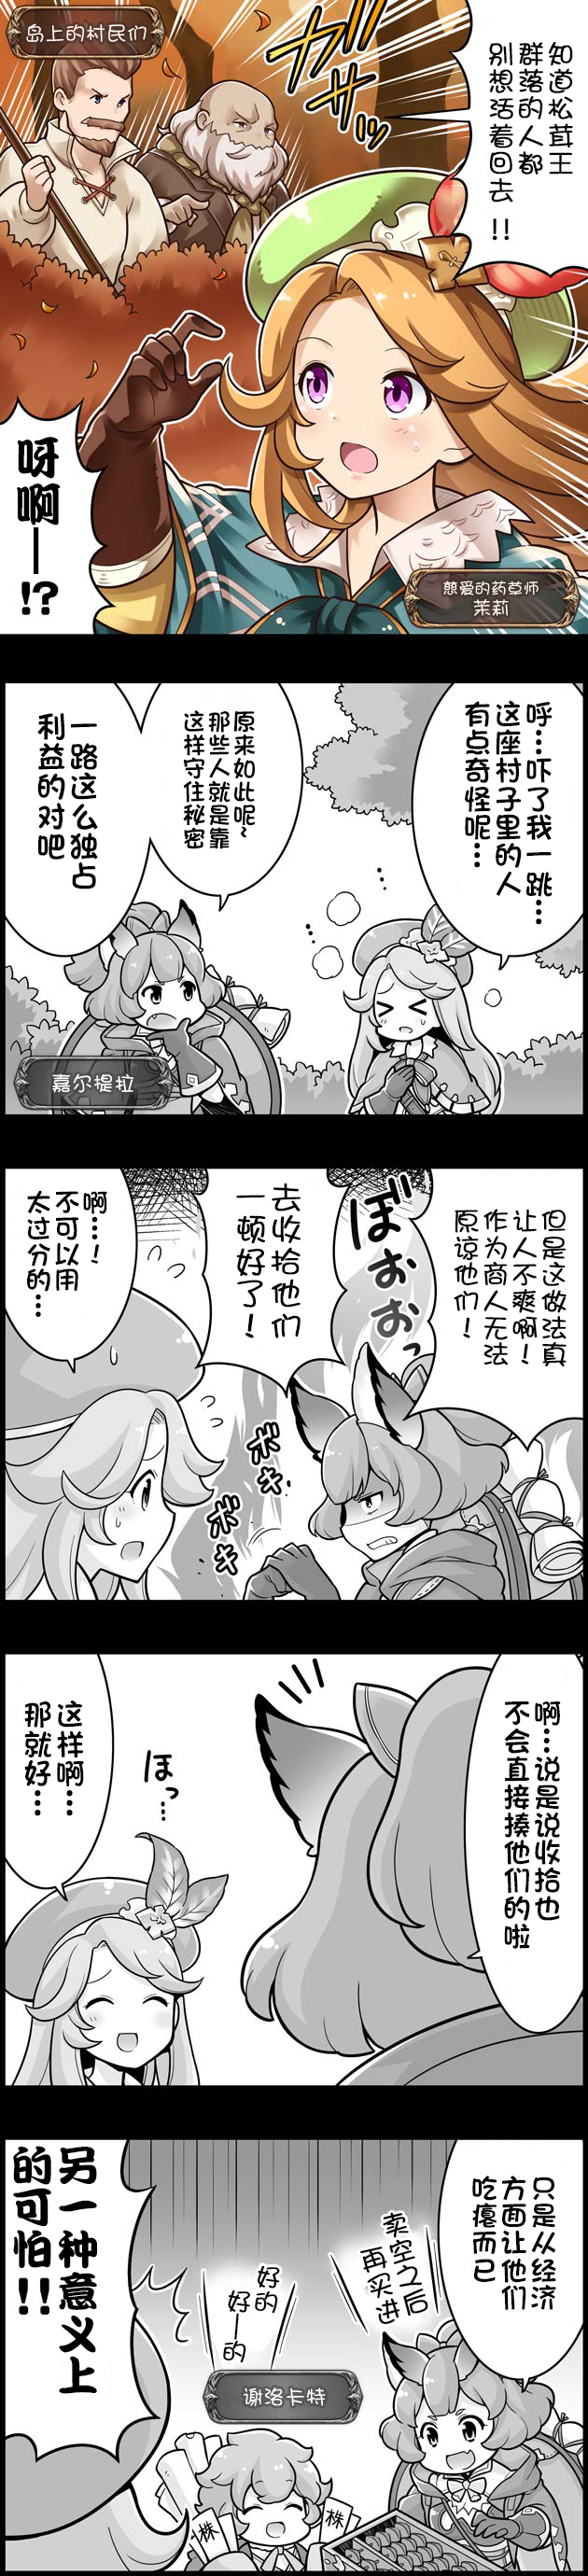 岛上的村民们
知道松茸王
群落的人都
别想活着
回去!!
ガサガサッ
呀啊—!?
憩爱的药草师
茉莉
呼…吓了我一跳…
这座村子里的人
有点奇怪呢…
原来如此呢~
那些人就是靠
这样守住秘密
一路这么独占
利益的对吧
嘉尔提拉
但是这做法真
让人不爽啊!
作为商人无法
原谅他们!
ぼおおっ
去收拾他们
一顿好了!
ボキ
ボキ
啊…!
不可以用
太过分的…
啊…说是说收拾也
不会直接揍他们的啦
ほっ…
这样啊…
那就好…
只是从经济
方面让他们
吃瘪而已
卖空之后
再买进
好的
好—的
谢洛卡特
株
株
另一种意义上
的可怕!!